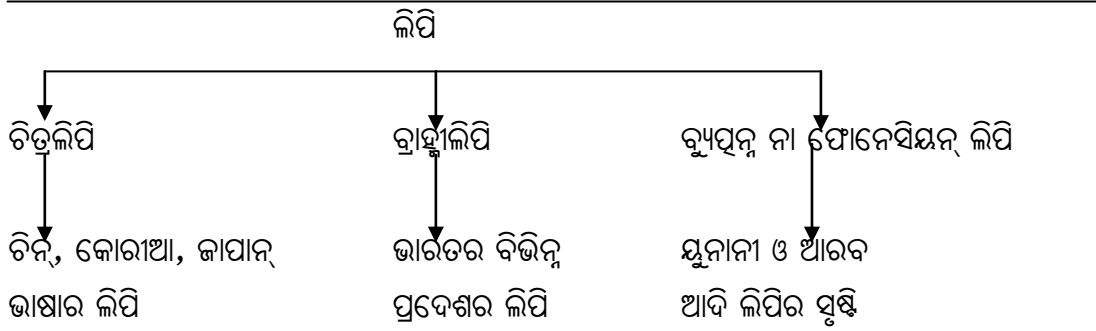 ଲିପି
ଚିତ୍ରଲିପି ବ୍ରାହ୍ମୀଲିପି ବ୍ୟୁତ୍ପନ୍ନ ନା ଫୋନେସିୟନ୍ ଲିପି
ଚିନ୍, କୋରୀଆ, ଜାପାନ୍ ଭାରତର ବିଭିନ୍ନ ୟୁନାନୀ ଓ ଆରବ
ଭାଷାର ଲିପି ପ୍ରଦେଶର ଲିପି ଆଦି ଲିପିର ସୃଷ୍ଟି